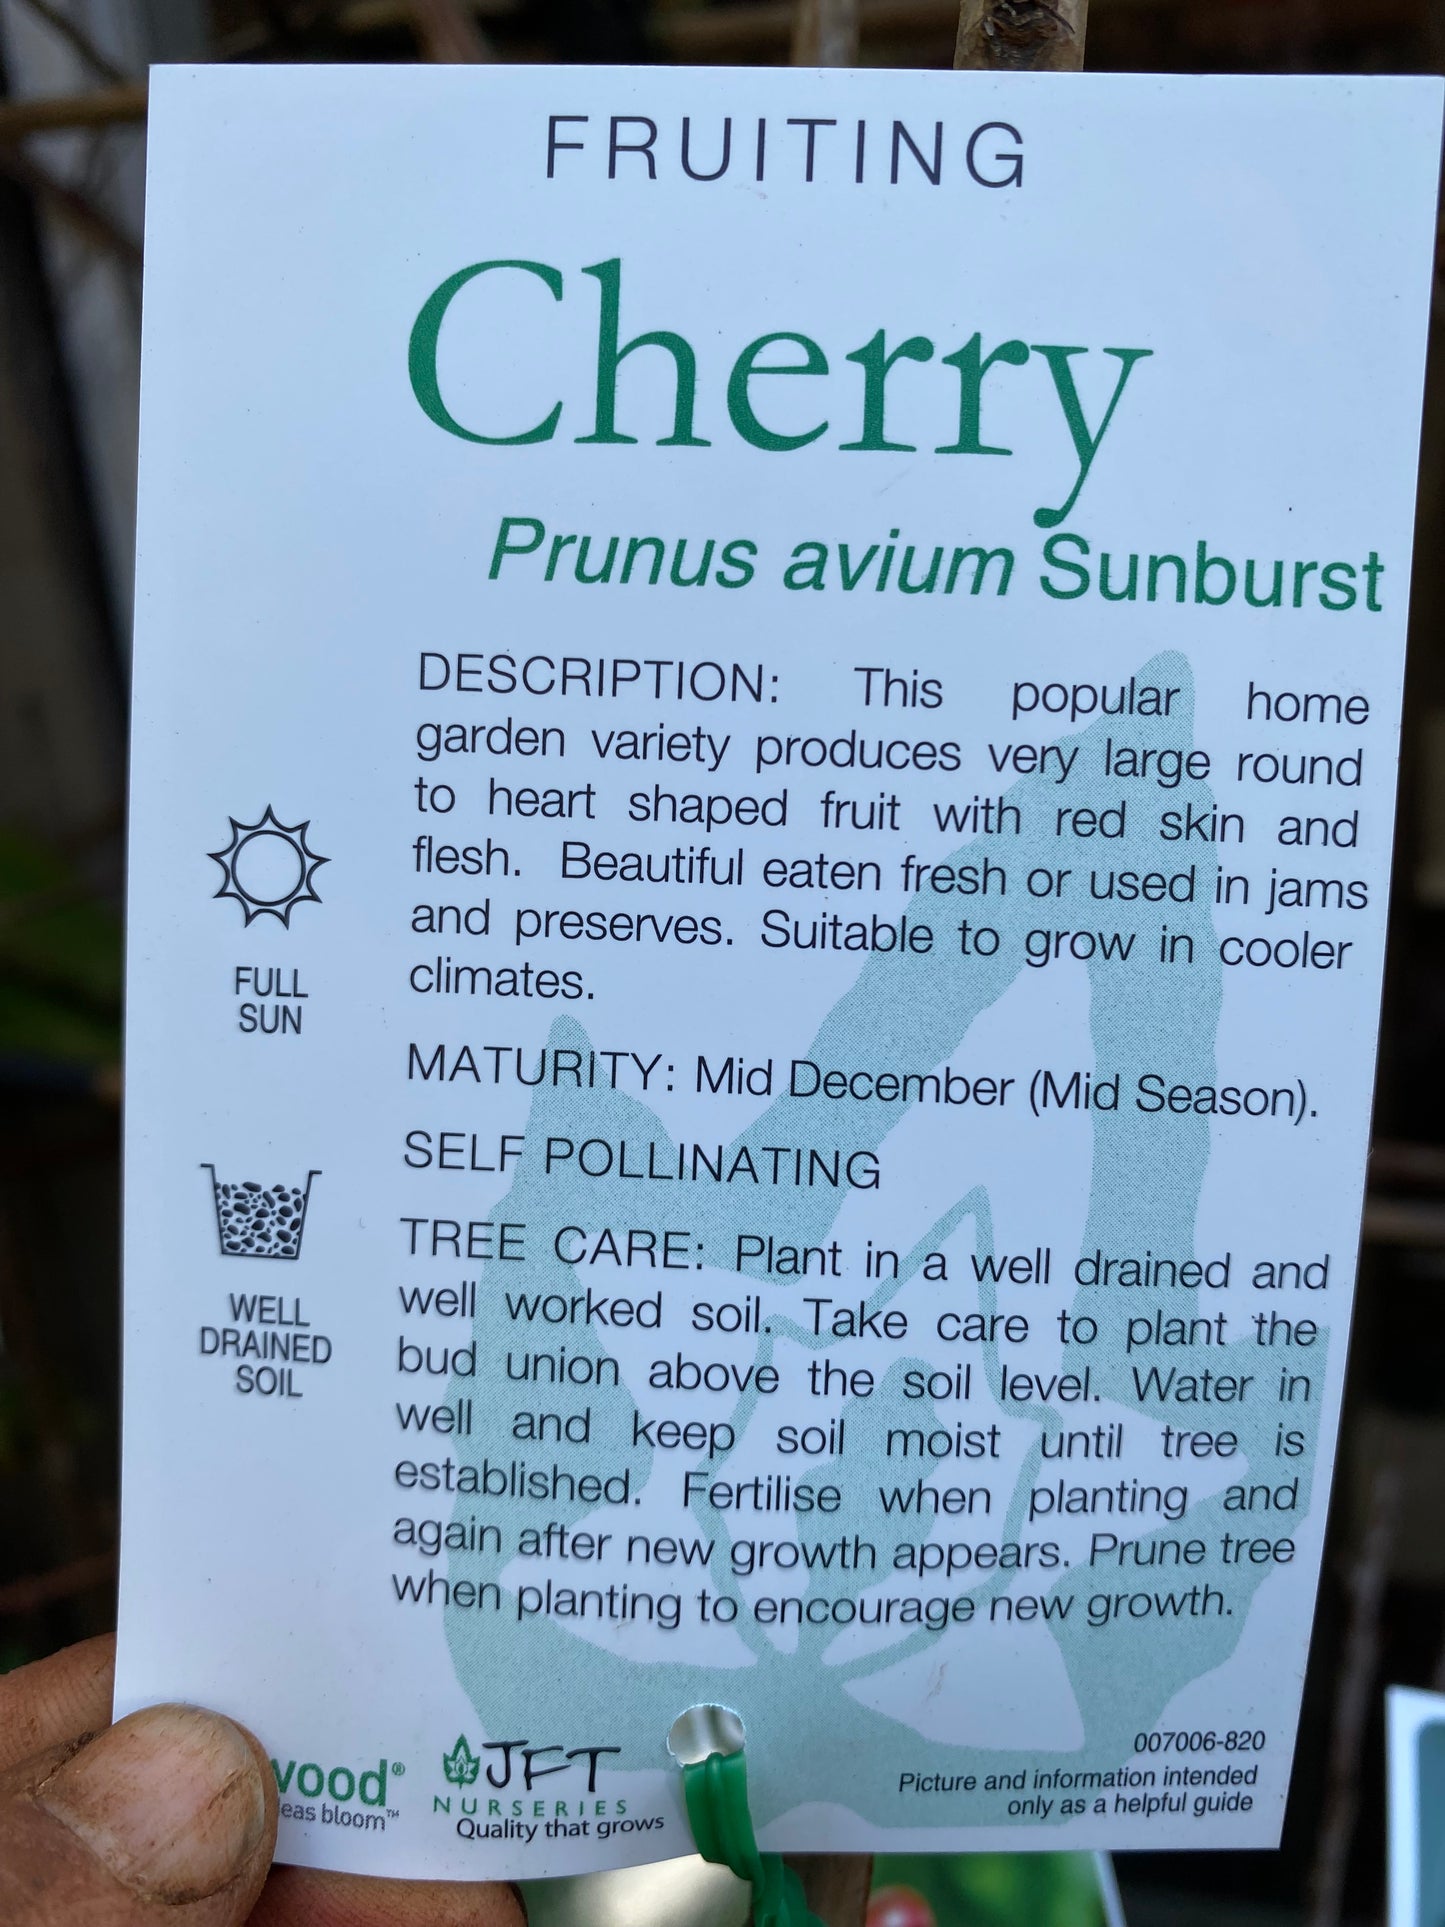 FRUITING
Cherry
Prunus avium Sunburst
DESCRIPTION: This popular home
garden variety produces very large round
to heart shaped fruit with red skin and
flesh. Beautiful eaten fresh or used in jams
and preserves. Suitable to grow in cooler
climates.
MATURITY: Mid December (Mid Season).
SELF POLLINATING
TREE CARE: Plant in a well drained and
well worked soil. Take care to plant the
bud union above the soil level. Water in
well and keep soil moist until tree is
established. Fertilise when planting and
again after new growth appears. Prune tree
when planting to encourage new growth.
FULL
SUN
WELL
DRAINED
SOIL
wood®
eas bloom™
JFT
NURSERIES
Quality that grows
007006-820
Picture and information intended
only as a helpful guide